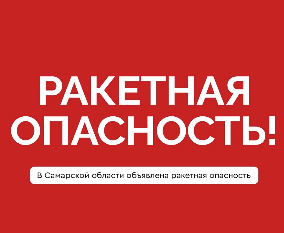 РАКЕТНАЯ
ОПАСНОСТЬ!
В Самарской области объявлена ракетная опасность